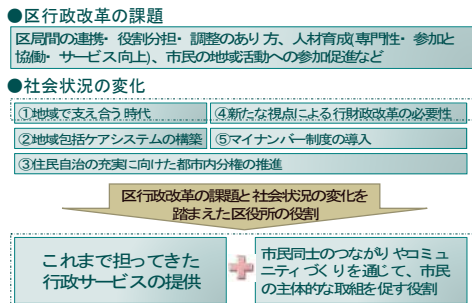 ●区行政改革の課題
区局間の連携・役割分担・調整のあり方、人材育成(専門性・参加と
協働・サービス向上)、市民の地域活動への参加促進など
●社会状況の変化
①地域で支え合う時代
④新たな視点による行財政改革の必要性
②地域包括ケアシステムの構築
⑤マイナンバー制度の導入
③住民自治の充実に向けた都市内分権の推進
区行政改革の課題と社会状況の変化を
踏まえた区役所の役割
これまで担ってきた
行政サービスの提供
市民同士のつながりやコミュ
ニティづくりを通じて、市民
の主体的な取組を促す役割